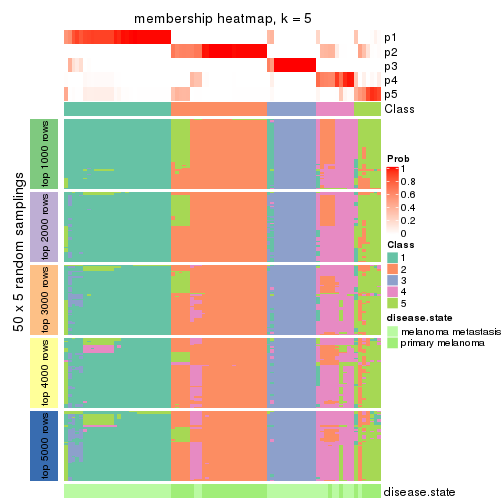 membership heatmap, k = 5
p1
p2
p3
p4
p5
Class
50 x 5 random samplings
top 1000 rows
top 2000 rows
top 3000 rows
top 4000 rows
top 5000 rows
Prob
1
0.8
0.6
0.4
0.2
0
Class
1
2
3
4
5
disease.state
melanoma metastasis
primary melanoma
disease.state